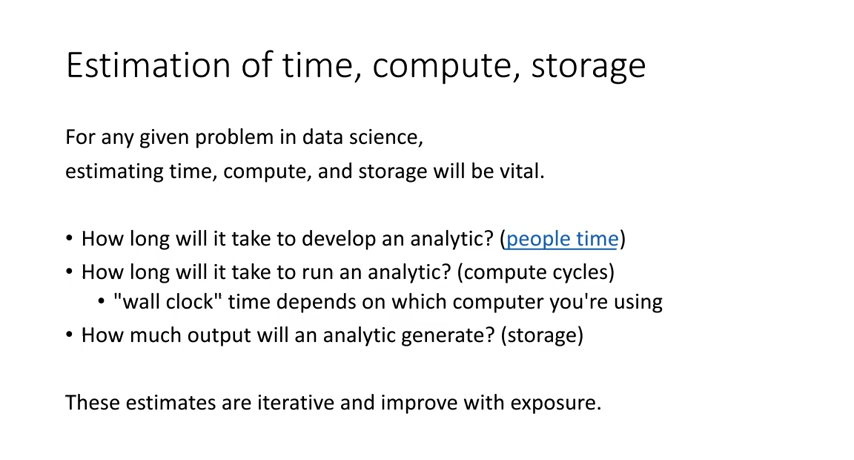 Estimation of time, compute, storage
For any given problem in data science,
estimating time, compute, and storage will be vital.
• How long will it take to develop an analytic? (people time)
• How long will it take to run an analytic? (compute cycles)
• "wall clock" time depends on which computer you're using
• How much output will an analytic generate? (storage)
These estimates are iterative and improve with exposure.